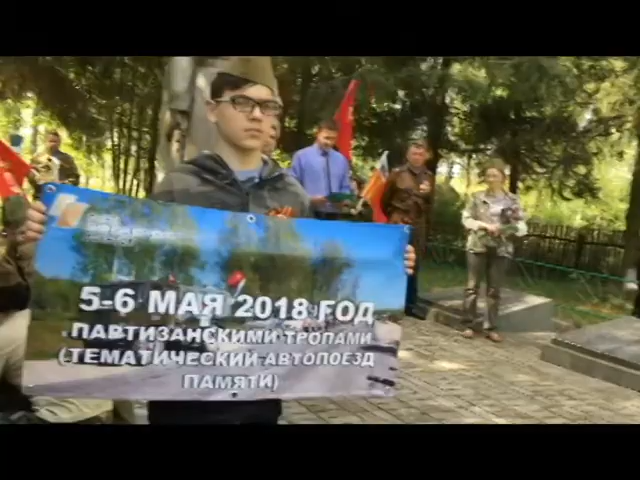 5-6 МАЯ 2018 ГОД
ПАРТИЗАНСКИМИ ТРОПАМИ
(ТЕМАТИЧЕСКИЙ АВТОПОЕЗД
ПАМЯТИ)